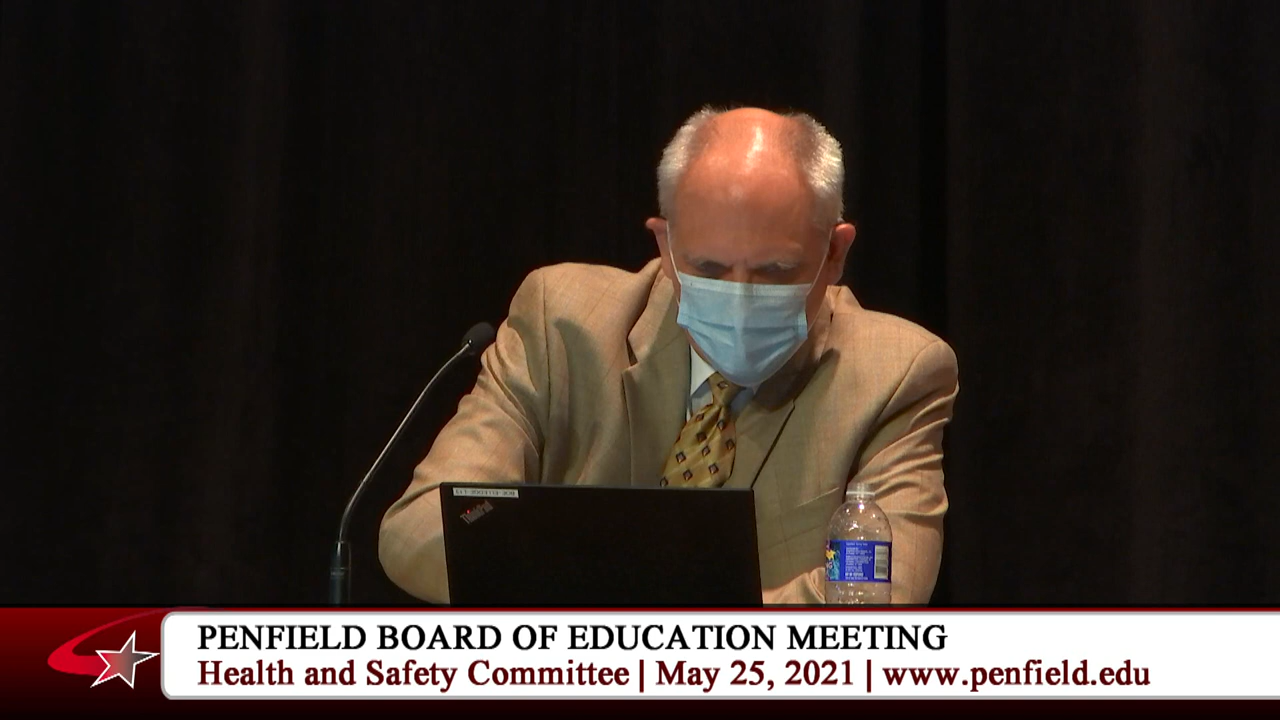 ThinkPad
PENFIELD BOARD OF EDUCATION MEETING
Health and Safety Committee | May 25, 2021 | www.penfield.edu